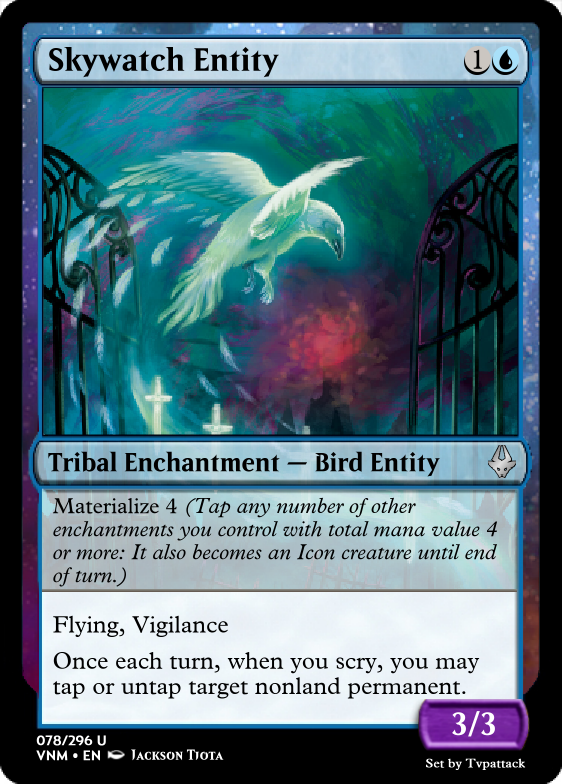 Skywatch Entity
1
Tribal Enchantment — Bird Entity
Materialize 4 (Tap any number of other
enchantments you control with total mana value 4
or more: It also becomes an Icon creature until end
of turn.)
Flying, Vigilance
Once each turn, when you scry, you may
tap or untap target nonland permanent.
3/3
078/296 U
VNM • EN Jackson Tjota
Set by Tvpattack